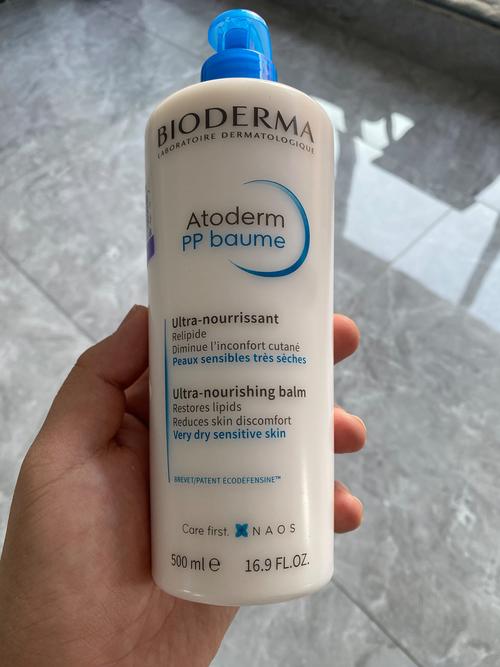 BIODERMA
LABORATOIRE DERMATOLOGIQUE
Atoderm
PP baume
Ultra-nourrissant
Relipide
Diminue l'inconfort cutané
Peaux sensibles très sèches
Ultra-nourishing balm
Restores lipids
Reduces skin discomfort
Very dry sensitive skin
BREVET/PATENT ÉCODÉFENSINE™
Care first. NAOS
500 ml ℮ 16.9 FL.OZ.